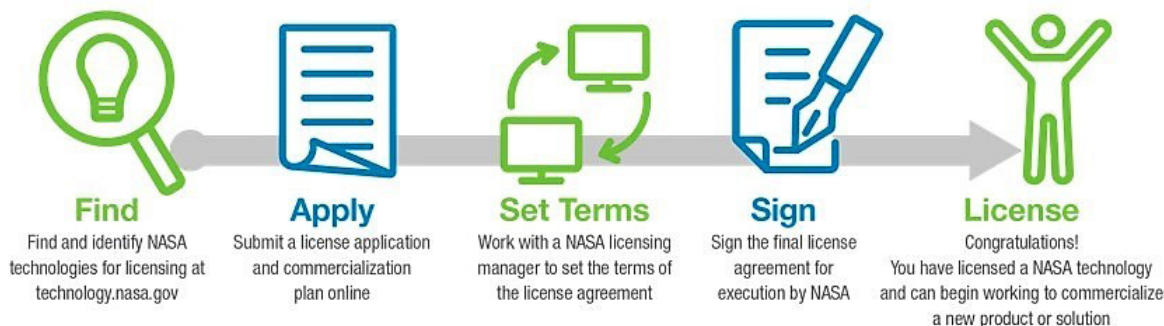 Find
Find and identify NASA
technologies for licensing at
technology.nasa.gov
Apply
Submit a license application
and commercialization
plan online
Set Terms
Work with a NASA licensing
manager to set the terms of
the license agreement
Sign
Sign the final license
agreement for
execution by NASA
License
Congratulations!
You have licensed a NASA technology
and can begin working to commercialize
a new product or solution